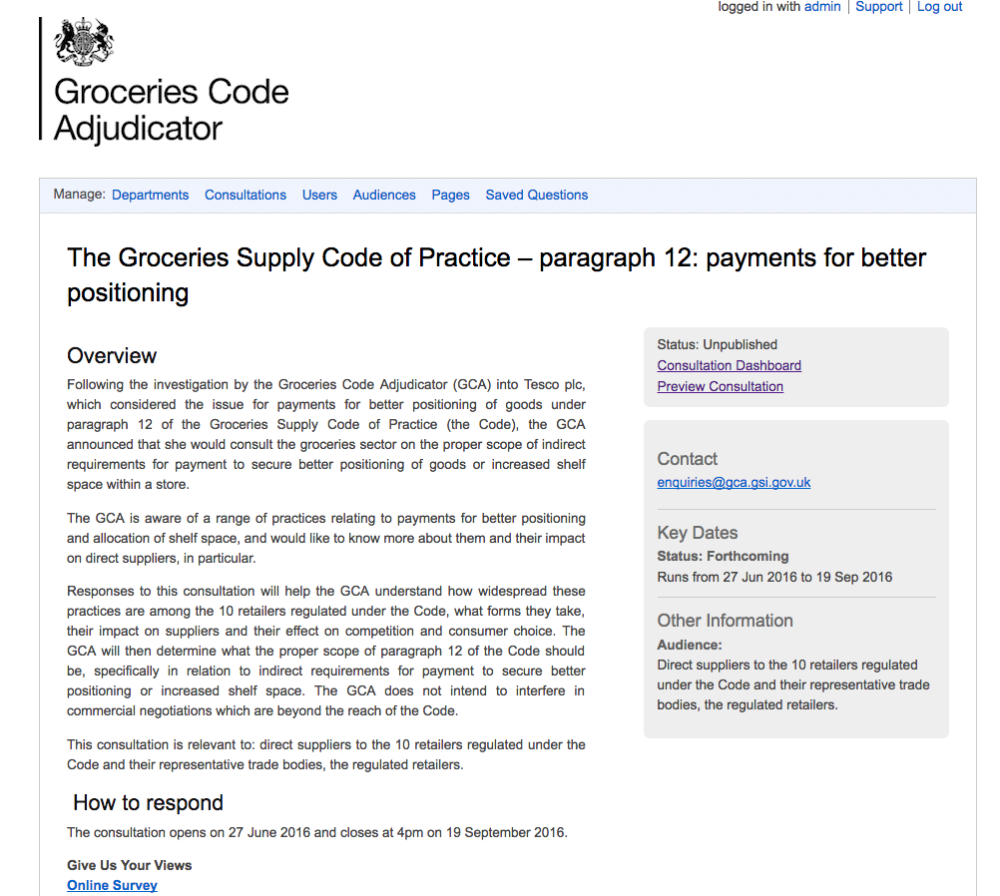 logged in with admin | Support | Log out
Groceries Code
Adjudicator
Manage: Departments Consultations Users Audiences Pages Saved Questions
The Groceries Supply Code of Practice – paragraph 12: payments for better
positioning
Overview
Following the investigation by the Groceries Code Adjudicator (GCA) into Tesco plc,
which considered the issue for payments for better positioning of goods under
paragraph 12 of the Groceries Supply Code of Practice (the Code), the GCA
announced that she would consult the groceries sector on the proper scope of indirect
requirements for payment to secure better positioning of goods or increased shelf
space within a store.
The GCA is aware of a range of practices relating to payments for better positioning
and allocation of shelf space, and would like to know more about them and their impact
on direct suppliers, in particular.
Responses to this consultation will help the GCA understand how widespread these
practices are among the 10 retailers regulated under the Code, what forms they take,
their impact on suppliers and their effect on competition and consumer choice. The
GCA will then determine what the proper scope of paragraph 12 of the Code should
be, specifically in relation to indirect requirements for payment to secure better
positioning or increased shelf space. The GCA does not intend to interfere in
commercial negotiations which are beyond the reach of the Code.
This consultation is relevant to: direct suppliers to the 10 retailers regulated under the
Code and their representative trade bodies, the regulated retailers.
How to respond
The consultation opens on 27 June 2016 and closes at 4pm on 19 September 2016.
Give Us Your Views
Online Survey
Status: Unpublished
Consultation Dashboard
Preview Consultation
Contact
enquiries@gca.gsi.gov.uk
Key Dates
Status: Forthcoming
Runs from 27 Jun 2016 to 19 Sep 2016
Other Information
Audience:
Direct suppliers to the 10 retailers regulated
under the Code and their representative trade
bodies, the regulated retailers.